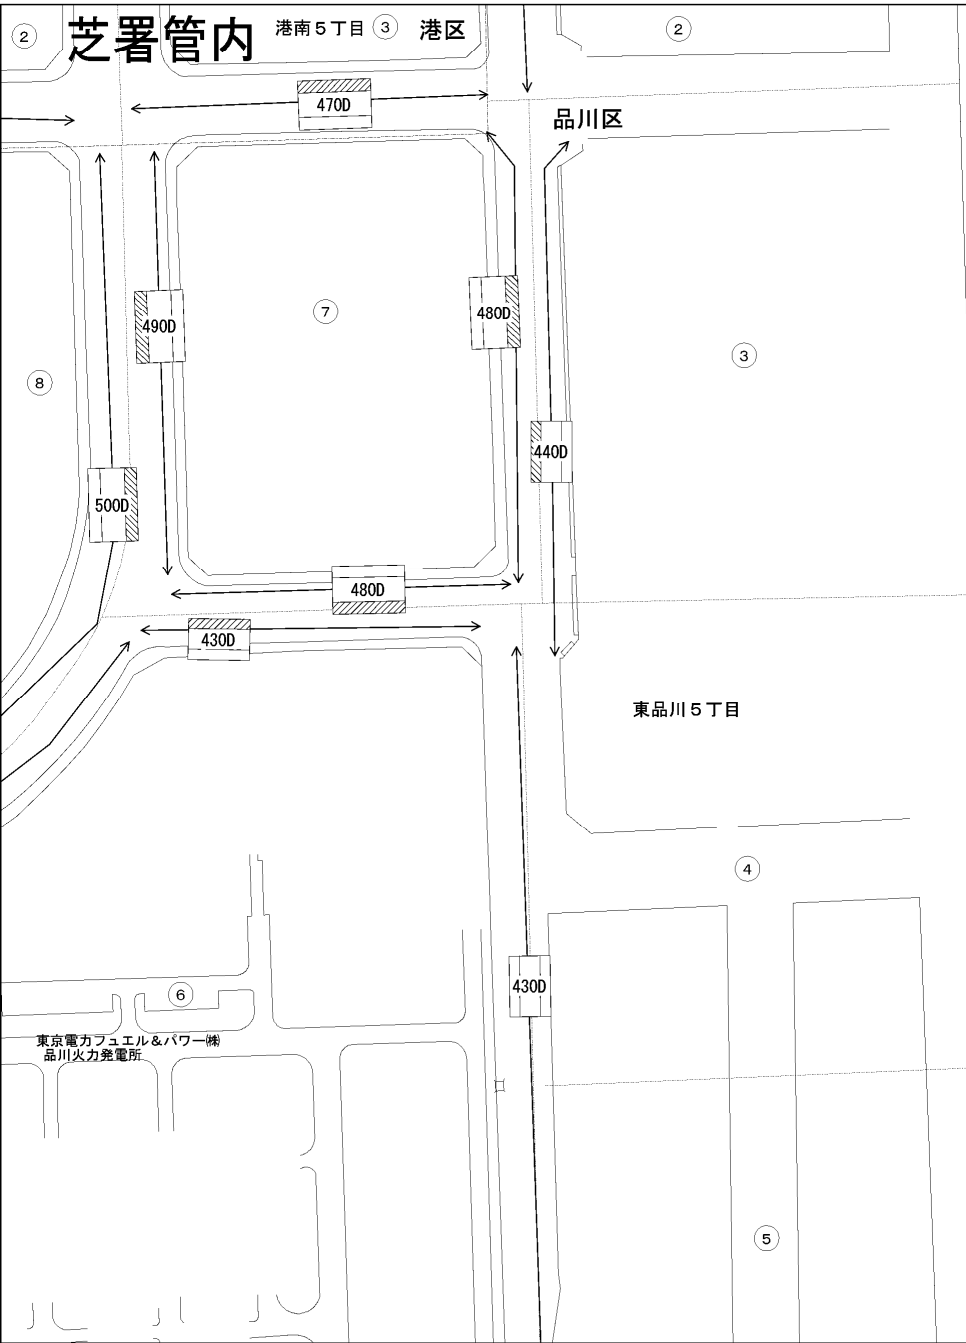 ②
芝署管内
港南５丁目 ③ 港区
②
470D
品川区
490D
⑦
480D
③
⑧
440D
500D
480D
430D
東品川５丁目
④
430D
⑥
東京電力フュエル＆パワー㈱
品川火力発電所
⑤